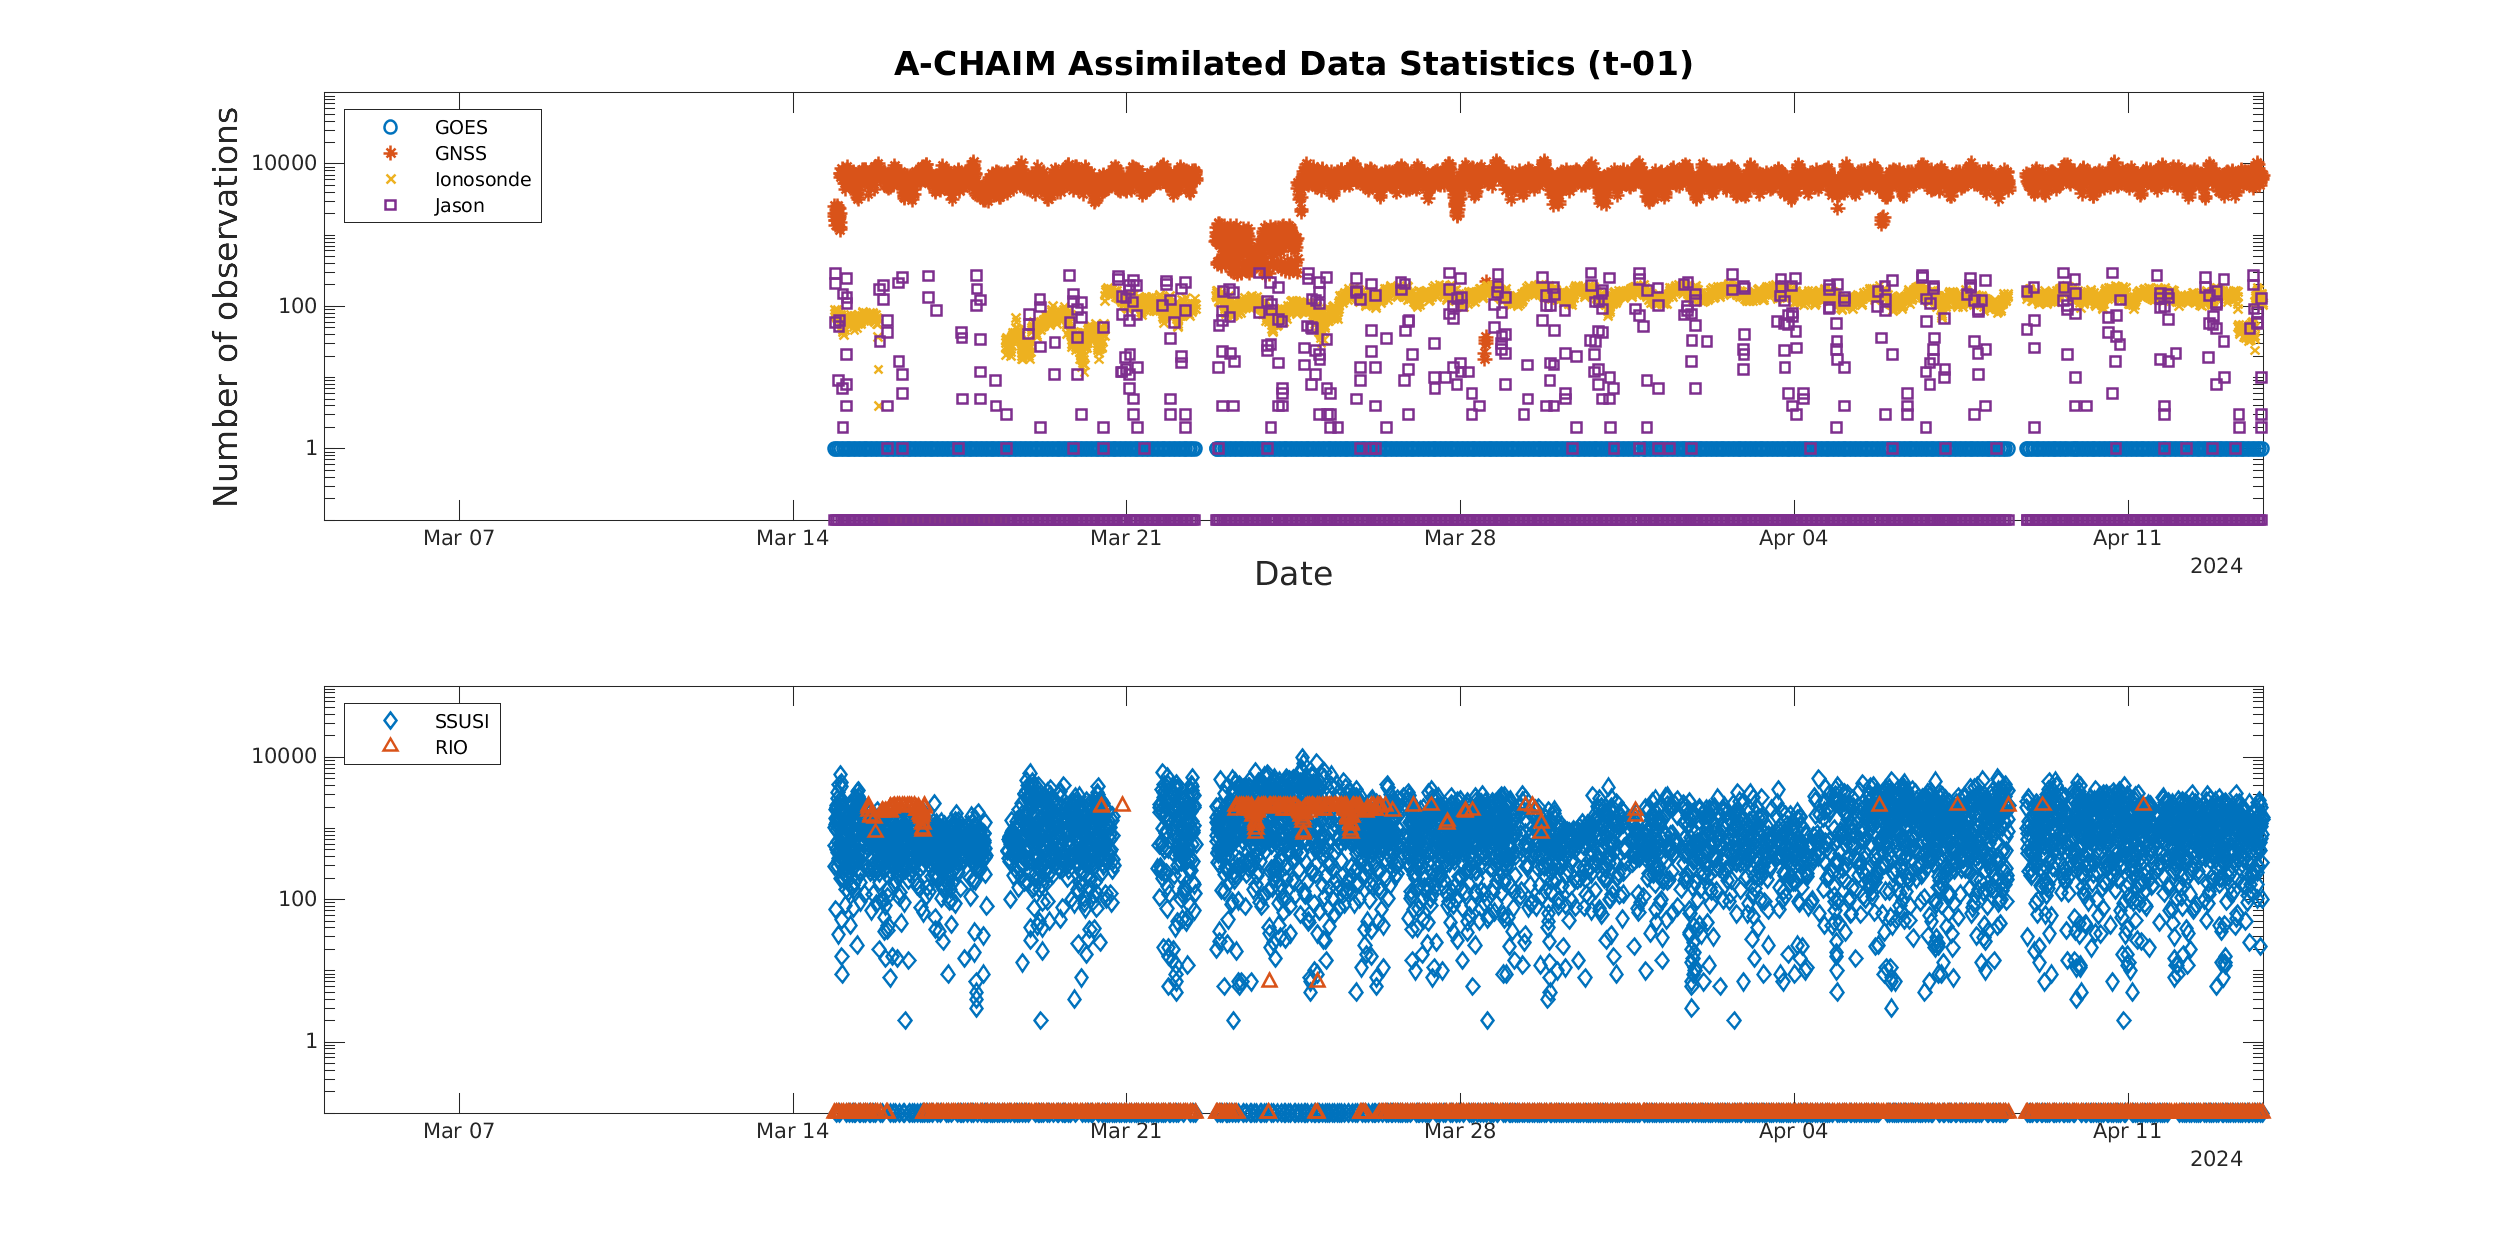 A-CHAIM Assimilated Data Statistics (t-01)
Number of observations
10000
100
1
GOES
GNSS
Ionosonde
Jason
Mar 07
Mar 14
Mar 21
Mar 28
Apr 04
Apr 11
2024
Date
10000
100
1
SSUSI
RIO
Mar 07
Mar 14
Mar 21
Mar 28
Apr 04
Apr 11
2024